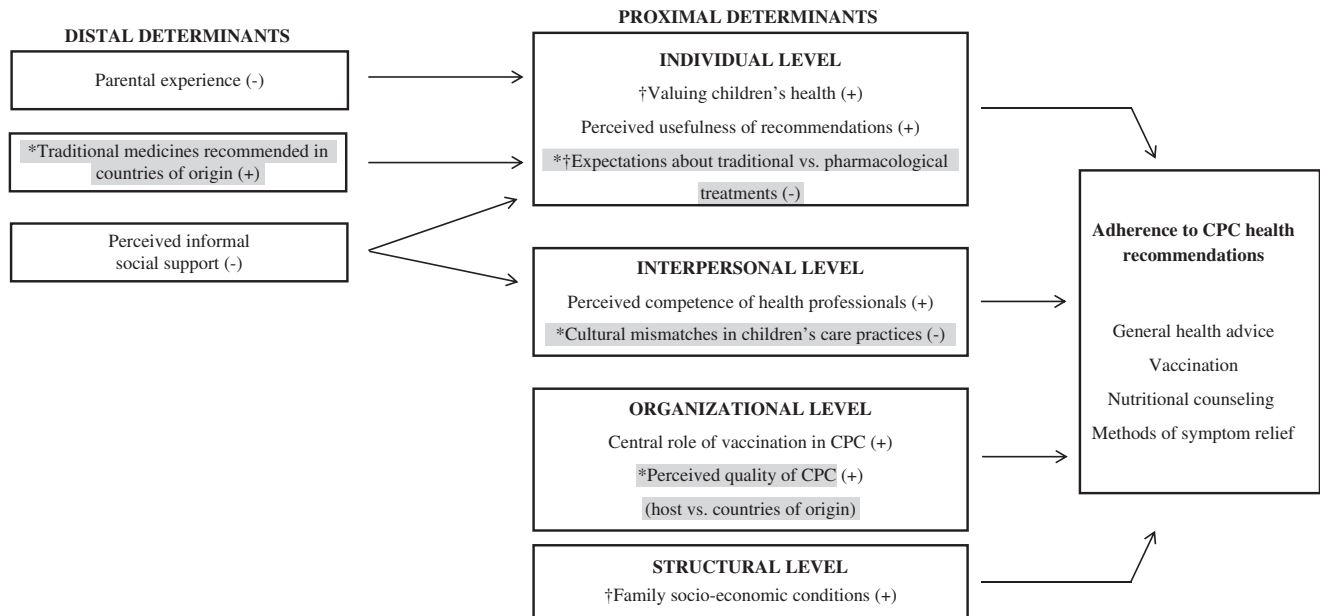 DISTAL DETERMINANTS
Parental experience (-)
*Traditional medicines recommended in
countries of origin (+)
Perceived informal
social support (-)
PROXIMAL DETERMINANTS
INDIVIDUAL LEVEL
†Valuing children’s health (+)
Perceived usefulness of recommendations (+)
*†Expectations about traditional vs. pharmacological
treatments (-)
INTERPERSONAL LEVEL
Perceived competence of health professionals (+)
*Cultural mismatches in children’s care practices (-)
ORGANIZATIONAL LEVEL
Central role of vaccination in CPC (+)
*Perceived quality of CPC (+)
(host vs. countries of origin)
STRUCTURAL LEVEL
†Family socio-economic conditions (+)
Adherence to CPC health
recommendations
General health advice
Vaccination
Nutritional counseling
Methods of symptom relief